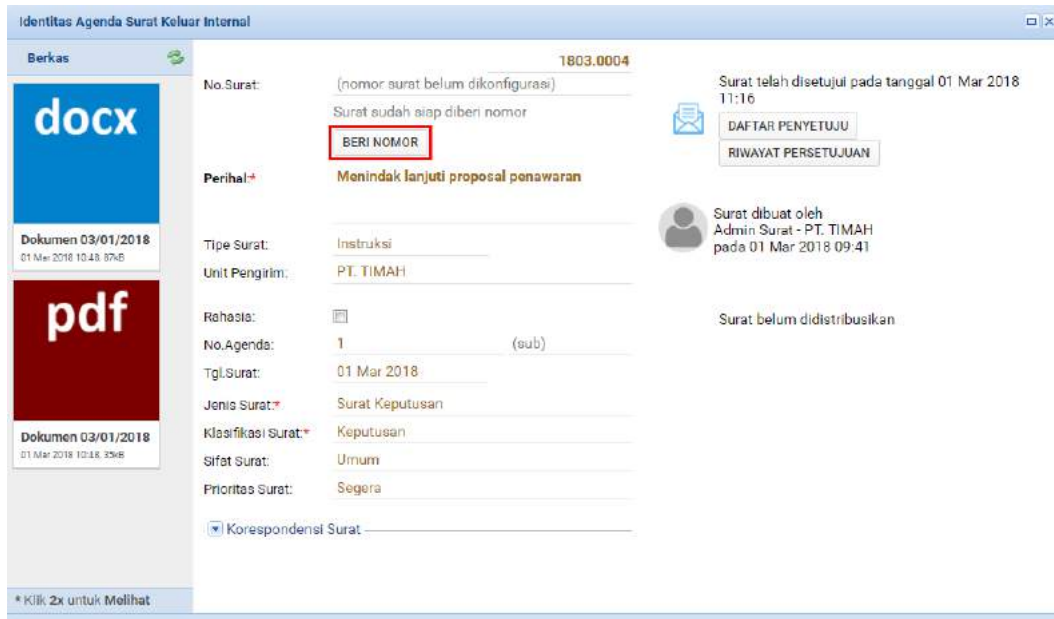 Identitas Agenda Surat Keluar Internal
Berkas
docx
Dokumen 03/01/2018
01 Mar 2018 10:48, 87kB
pdf
Dokumen 03/01/2018
01 Mar 2018 10:48, 35kB
* Klik 2x untuk Melihat
1803.0004
No.Surat: (nomor surat belum dikonfigurasi)
Surat sudah siap diberi nomor
BERI NOMOR
Perihal:* Menindak lanjuti proposal penawaran
Tipe Surat: Instruksi
Unit Pengirim: PT. TIMAH
Rahasia:
No.Agenda: 1 (sub)
Tgl.Surat: 01 Mar 2018
Jenis Surat:* Surat Keputusan
Klasifikasi Surat:* Keputusan
Sifat Surat: Umum
Prioritas Surat: Segera
Korespondensi Surat
Surat telah disetujui pada tanggal 01 Mar 2018
11:16
DAFTAR PENYETUJU
RIWAYAT PERSETUJUAN
Surat dibuat oleh
Admin Surat - PT. TIMAH
pada 01 Mar 2018 09:41
Surat belum didistribusikan